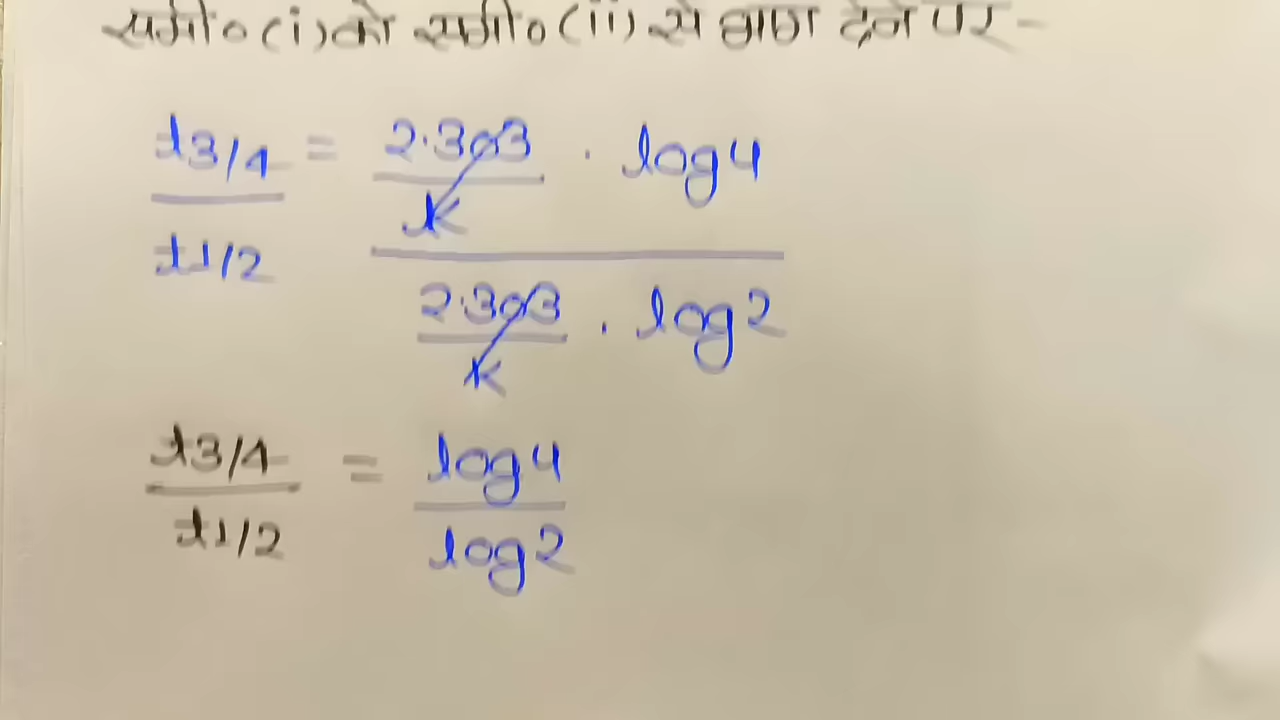 समी० (i) को समी० (ii) से भाग देने पर -
t3/4 = 2.303 . log4
k
t1/2
2.303 . log2
k
t3/4 = log4
t1/2 log2